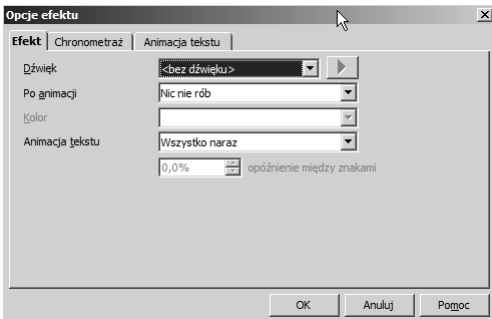 Opcje efektu
Efekt Chronometraż Animacja tekstu
Dźwięk <bez dźwięku>
Po animacji Nic nie rób
Kolor
Animacja tekstu Wszystko naraz
0,0% opóźnienie między znakami
OK Anuluj Pomoc